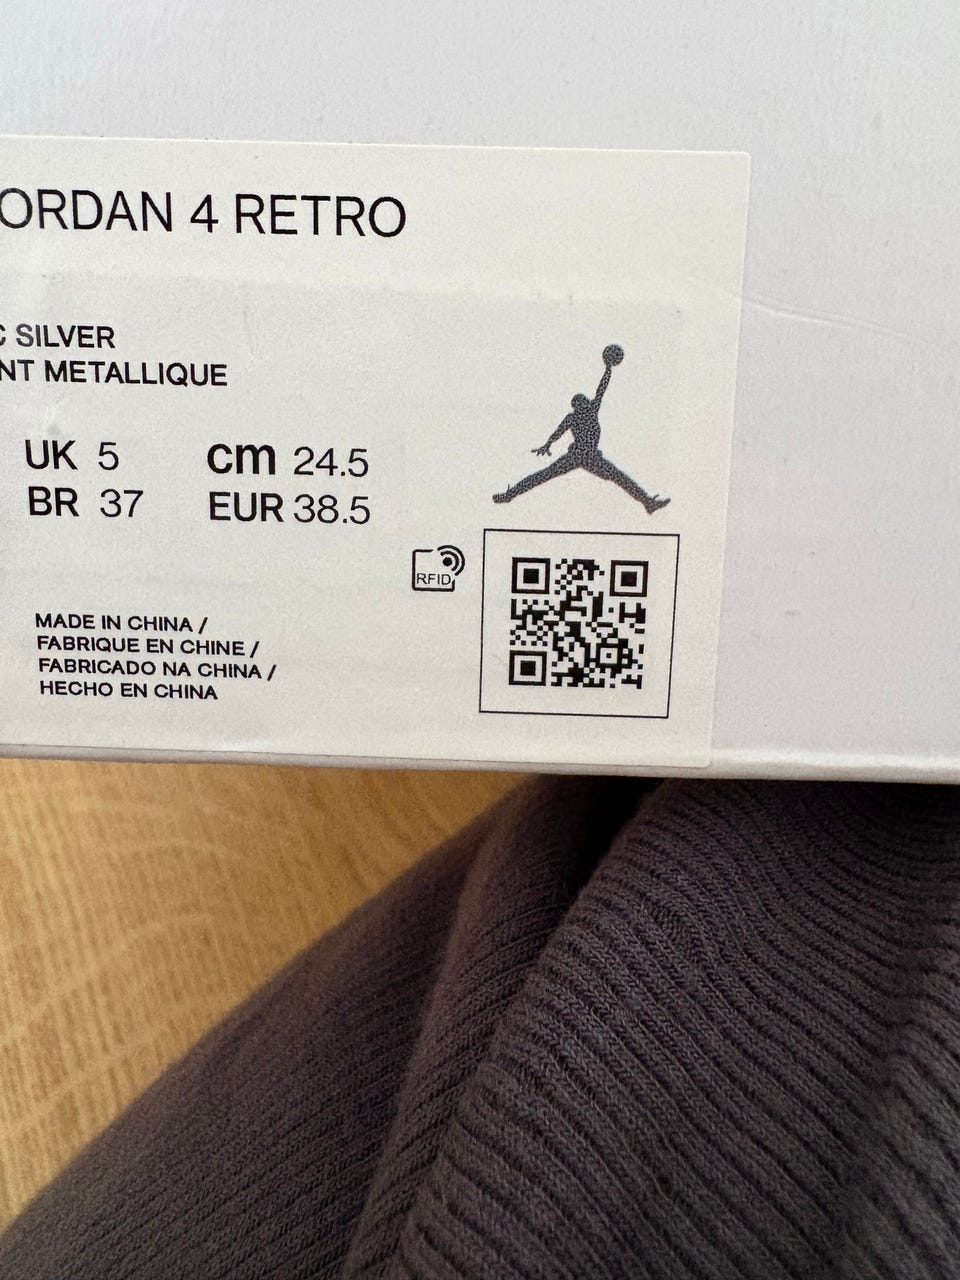 ORDAN 4 RETRO
C SILVER
NT METALLIQUE
UK 5 cm 24.5
BR 37 EUR 38.5
RFID
MADE IN CHINA /
FABRIQUE EN CHINE /
FABRICADO NA CHINA /
HECHO EN CHINA